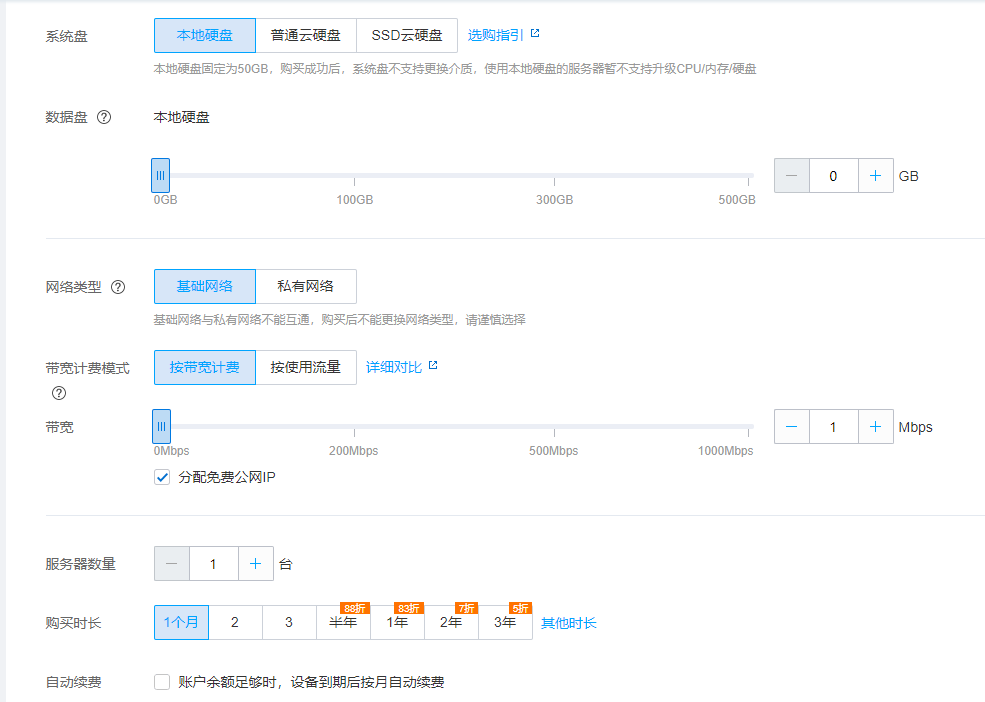 系统盘 本地硬盘 普通云硬盘 SSD云硬盘 选购指引
本地硬盘固定为50GB，购买成功后，系统盘不支持更换介质，使用本地硬盘的服务器暂不支持升级CPU/内存/硬盘
数据盘 ? 本地硬盘
0 GB
0GB 100GB 300GB 500GB
网络类型 ? 基础网络 私有网络
基础网络与私有网络不能互通，购买后不能更换网络类型，请谨慎选择
带宽计费模式 按带宽计费 按使用流量 详细对比
?
带宽 1 Mbps
0Mbps 200Mbps 500Mbps 1000Mbps
分配免费公网IP
服务器数量 1 台
88折 83折 7折 5折
购买时长 1个月 2 3 半年 1年 2年 3年 其他时长
自动续费 账户余额足够时，设备到期后按月自动续费